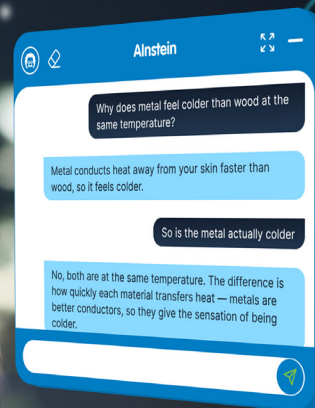 AInstein
Why does metal feel colder than wood at the
same temperature?
Metal conducts heat away from your skin faster than
wood, so it feels colder.
So is the metal actually colder
No, both are at the same temperature. The difference is
how quickly each material transfers heat — metals are
better conductors, so they give the sensation of being
colder.